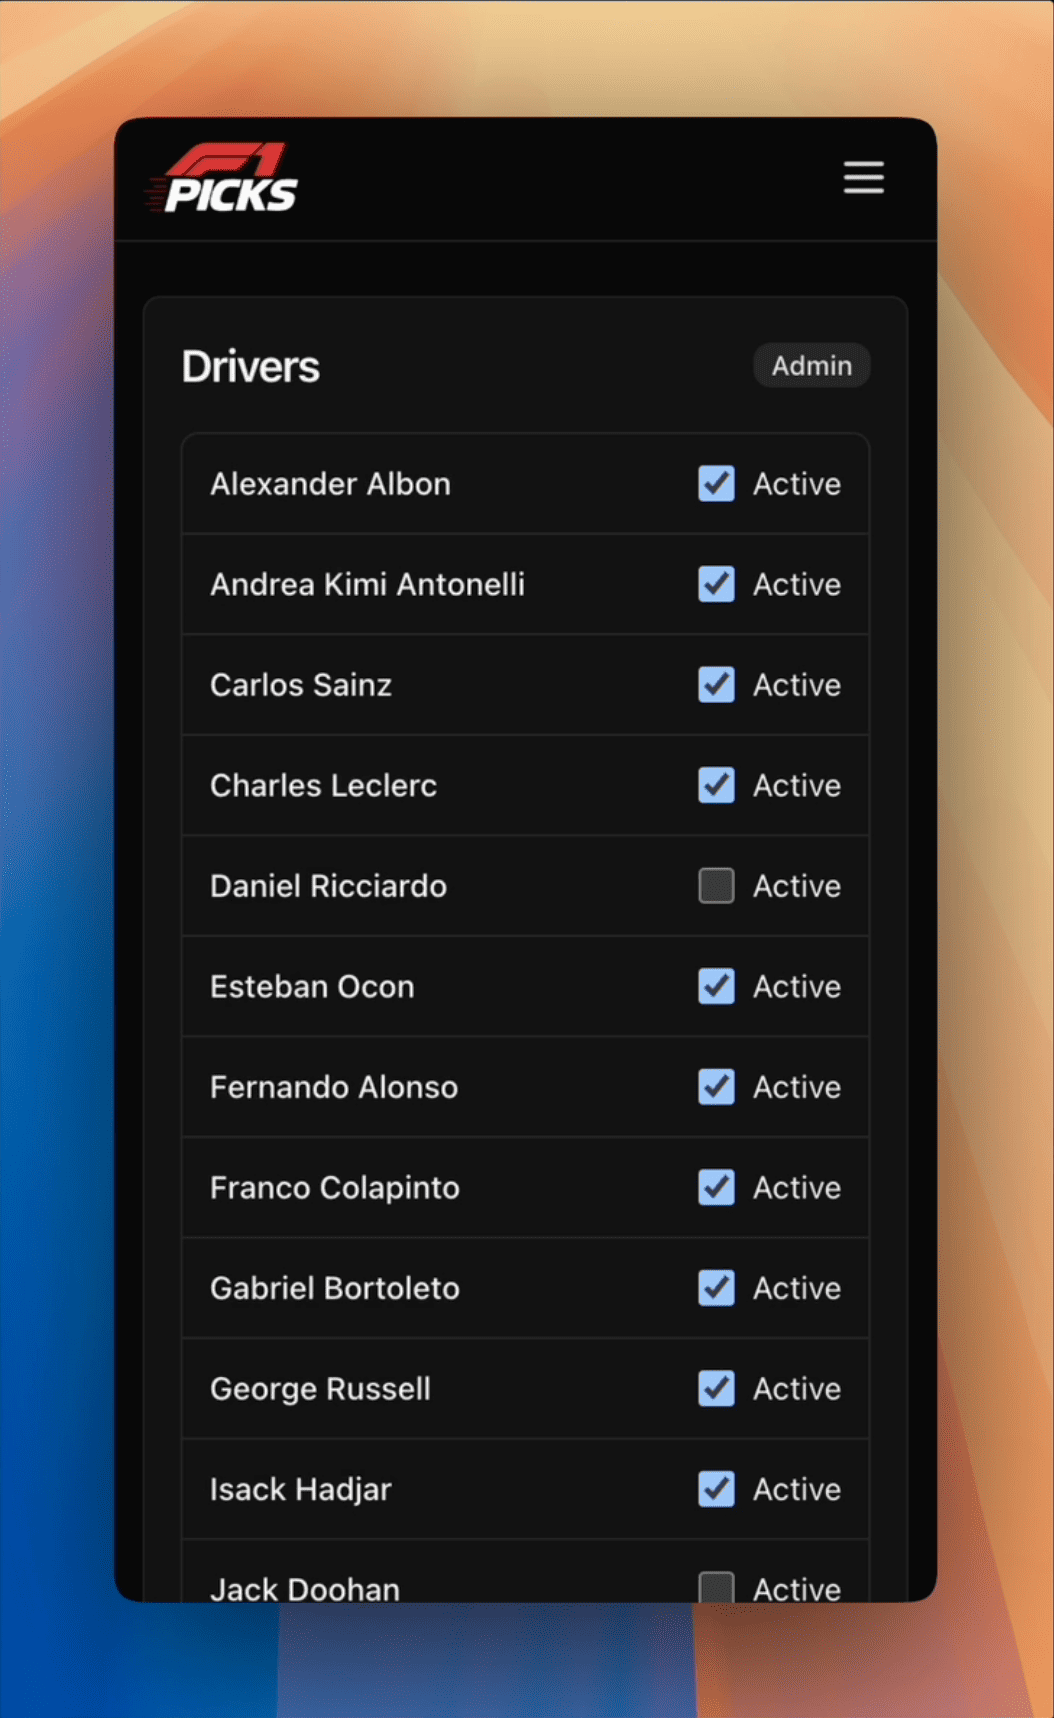 F1
PICKS
Drivers
Admin
Alexander Albon Active
Andrea Kimi Antonelli Active
Carlos Sainz Active
Charles Leclerc Active
Daniel Ricciardo Active
Esteban Ocon Active
Fernando Alonso Active
Franco Colapinto Active
Gabriel Bortoleto Active
George Russell Active
Isack Hadjar Active
Jack Doohan Active